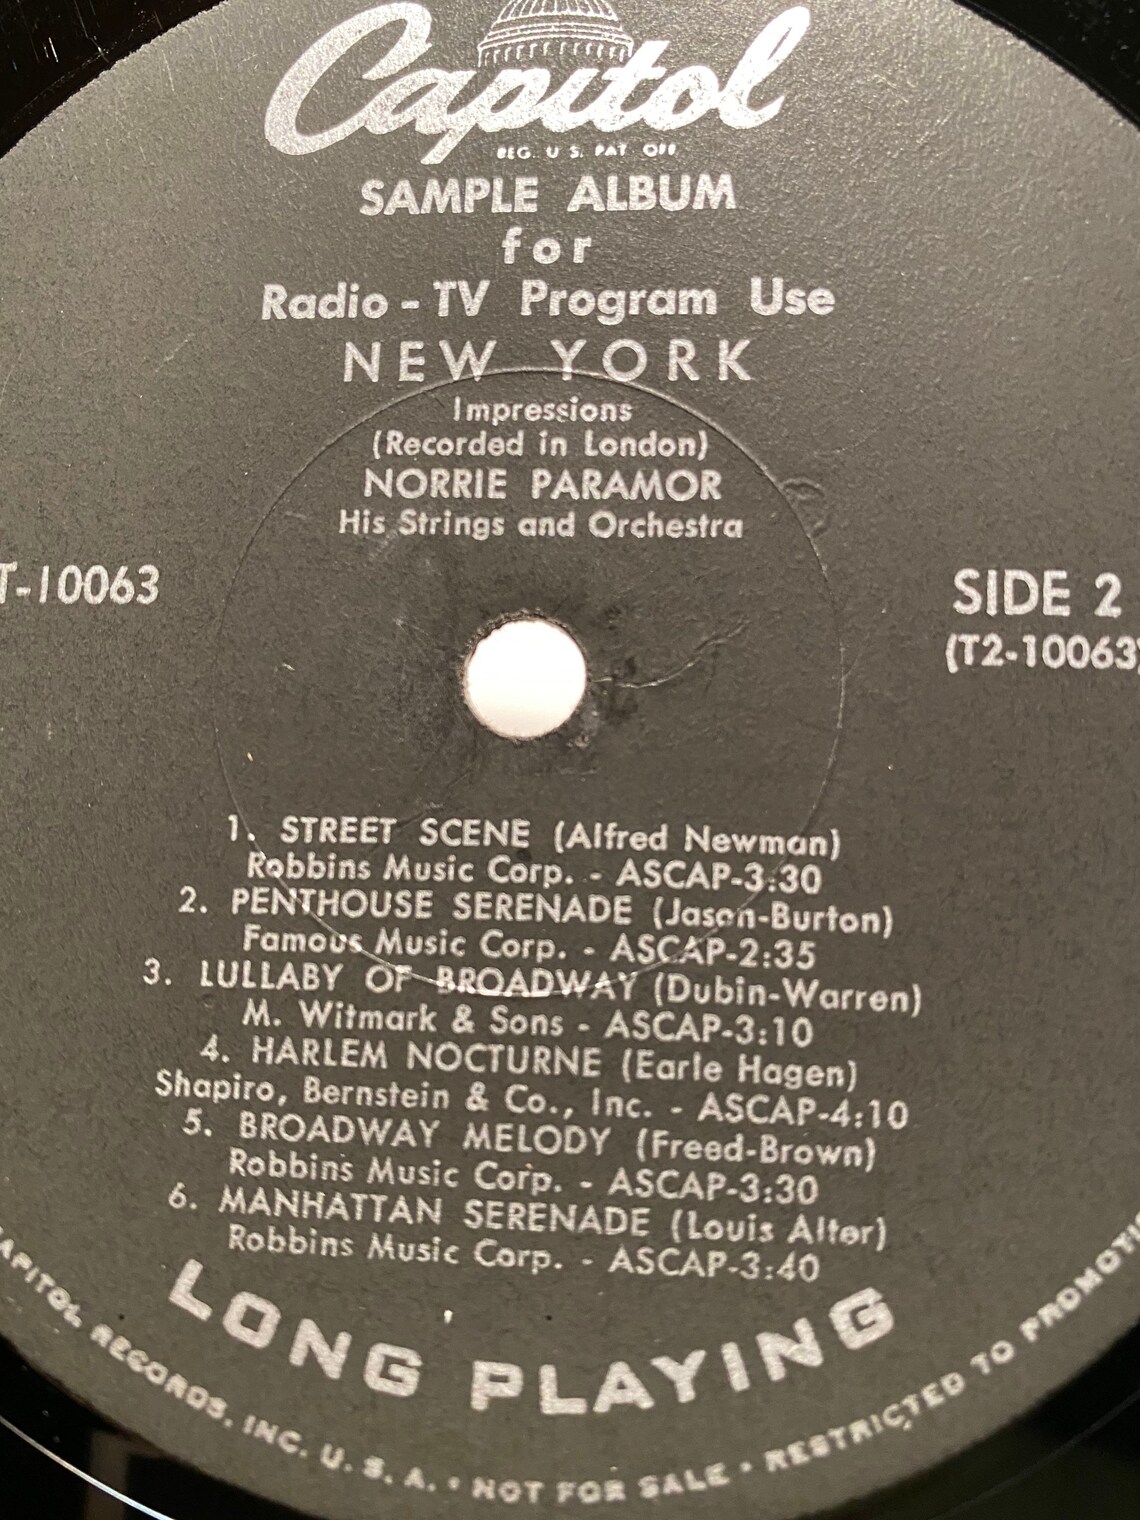 Capitol
REG. U S. PAT OFF
SAMPLE ALBUM
for
Radio - TV Program Use
NEW YORK
Impressions
(Recorded in London)
NORRIE PARAMOR
His Strings and Orchestra
T-10063
SIDE 2
(T2-10063)
1. STREET SCENE (Alfred Newman)
Robbins Music Corp. - ASCAP-3:30
2. PENTHOUSE SERENADE (Jason-Burton)
Famous Music Corp. - ASCAP-2:35
3. LULLABY OF BROADWAY (Dubin-Warren)
M. Witmark & Sons - ASCAP-3:10
4. HARLEM NOCTURNE (Earle Hagen)
Shapiro, Bernstein & Co., Inc. - ASCAP-4:10
5. BROADWAY MELODY (Freed-Brown)
Robbins Music Corp. - ASCAP-3:30
6. MANHATTAN SERENADE (Louis Alter)
Robbins Music Corp. - ASCAP-3:40
LONG PLAYING
CAPITOL RECORDS, INC. U. S. A. • NOT FOR SALE • RESTRICTED TO